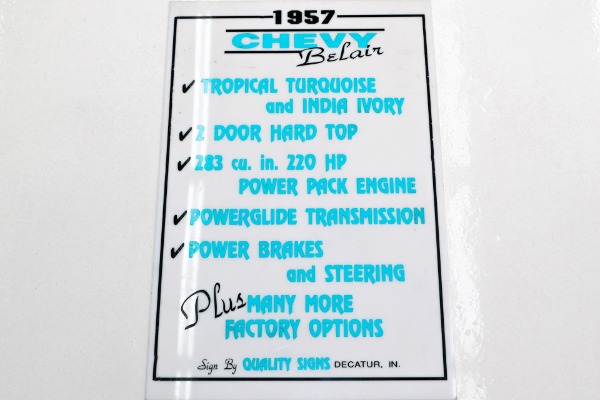 1957
CHEVY
BelAir
✓ TROPICAL TURQUOISE
and INDIA IVORY
✓ 2 DOOR HARD TOP
✓ 283 cu. in. 220 HP
POWER PACK ENGINE
✓ POWERGLIDE TRANSMISSION
✓ POWER BRAKES
and STEERING
Plus MANY MORE
FACTORY OPTIONS
Sign By QUALITY SIGNS DECATUR, IN.